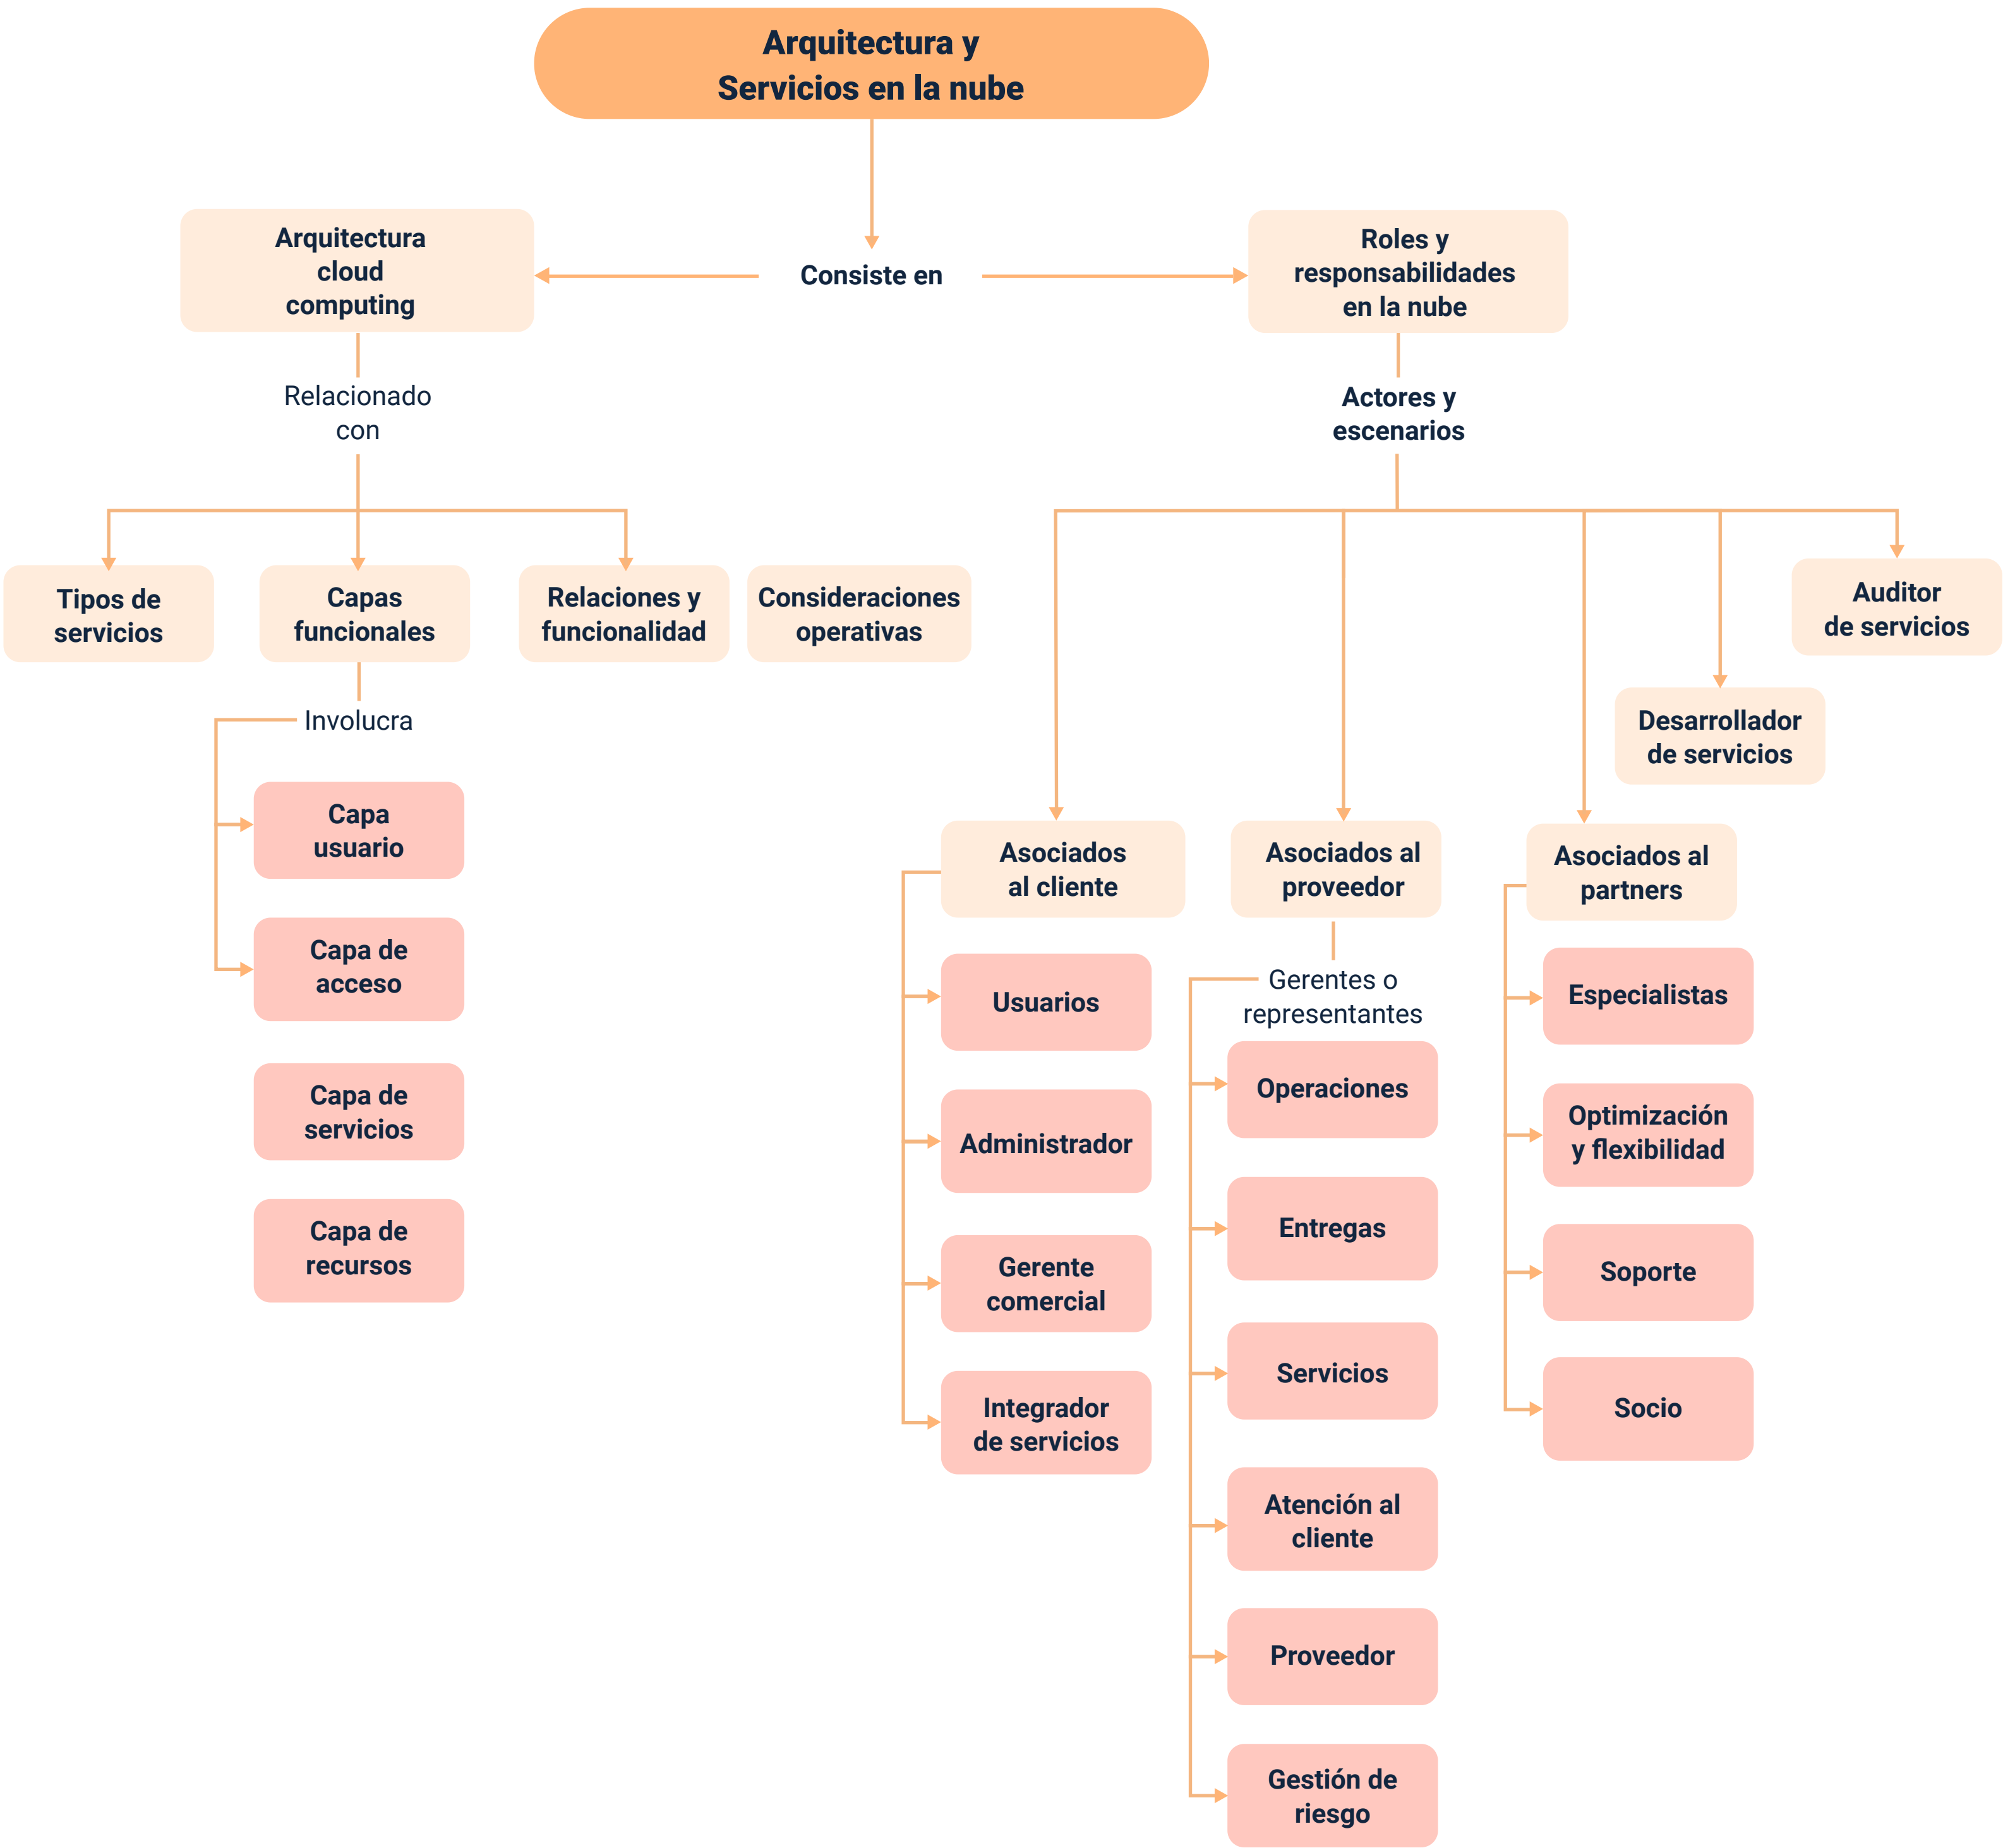 Arquitectura y
Servicios en la nube
Arquitectura
cloud
computing
Consiste en
Roles y
responsabilidades
en la nube
Relacionado
con
Actores y
escenarios
Tipos de
servicios
Capas
funcionales
Relaciones y
funcionalidad
Consideraciones
operativas
Auditor
de servicios
Involucra
Desarrollador
de servicios
Capa
usuario
Capa de
acceso
Capa de
servicios
Capa de
recursos
Asociados
al cliente
Usuarios
Administrador
Gerente
comercial
Integrador
de servicios
Asociados al
proveedor
Gerentes o
representantes
Operaciones
Entregas
Servicios
Atención al
cliente
Proveedor
Gestión de
riesgo
Asociados al
partners
Especialistas
Optimización
y flexibilidad
Soporte
Socio